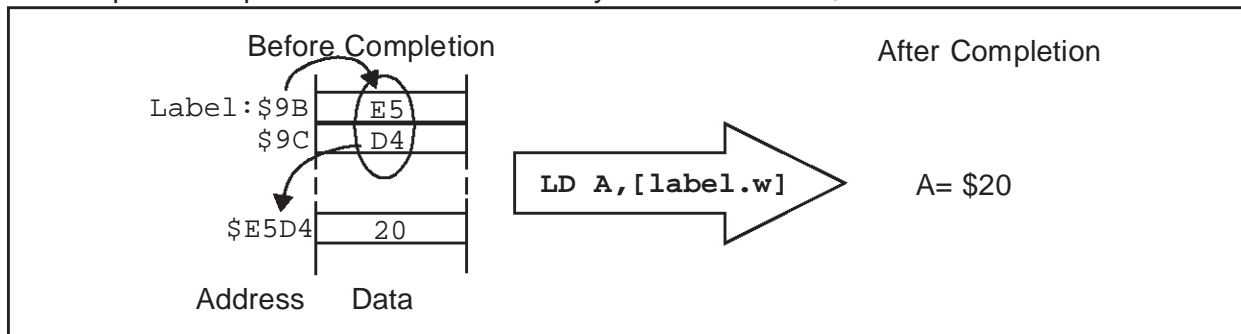 Before Completion
After Completion
Label:$9B E5
$9C D4
LD A,[label.w]
A= $20
$E5D4 20
Address Data